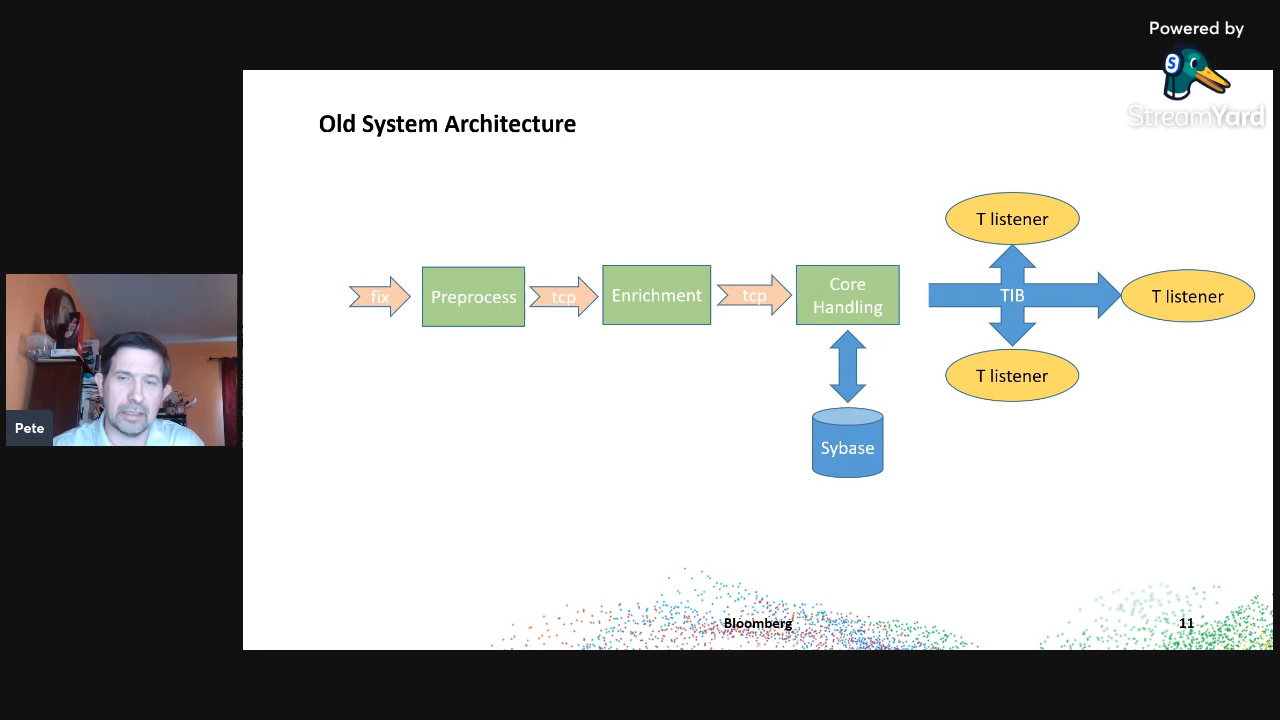 Powered by
S
StreamYard
Old System Architecture
fix
Preprocess
tcp
Enrichment
tcp
Core
Handling
Sybase
TIB
T listener
T listener
T listener
Pete
Bloomberg
11